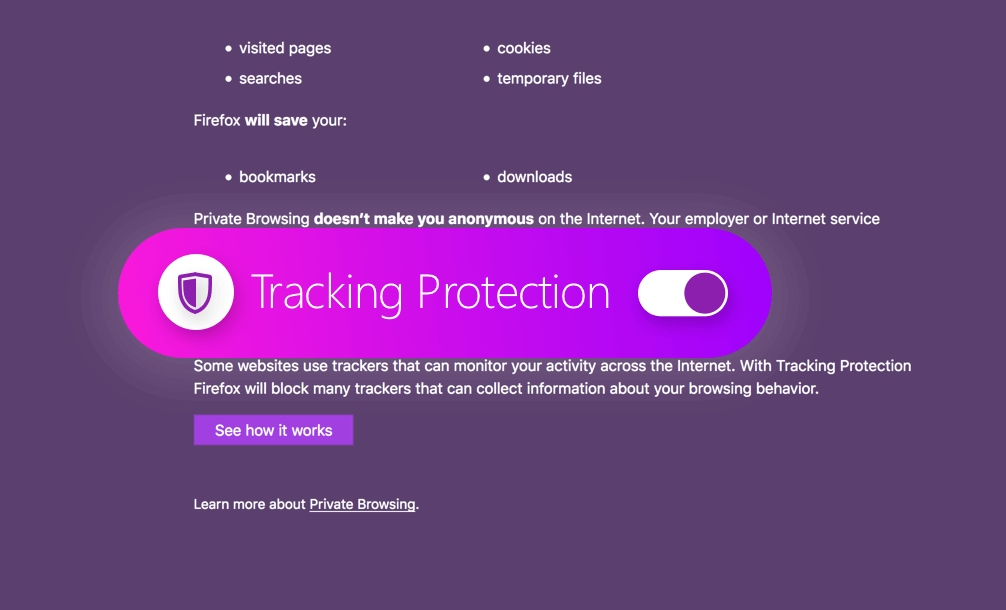 visited pages
cookies
searches
temporary files
Firefox will save your:
bookmarks
downloads
Private Browsing doesn’t make you anonymous on the Internet. Your employer or Internet service
Tracking Protection
Some websites use trackers that can monitor your activity across the Internet. With Tracking Protection
Firefox will block many trackers that can collect information about your browsing behavior.
See how it works
Learn more about Private Browsing.